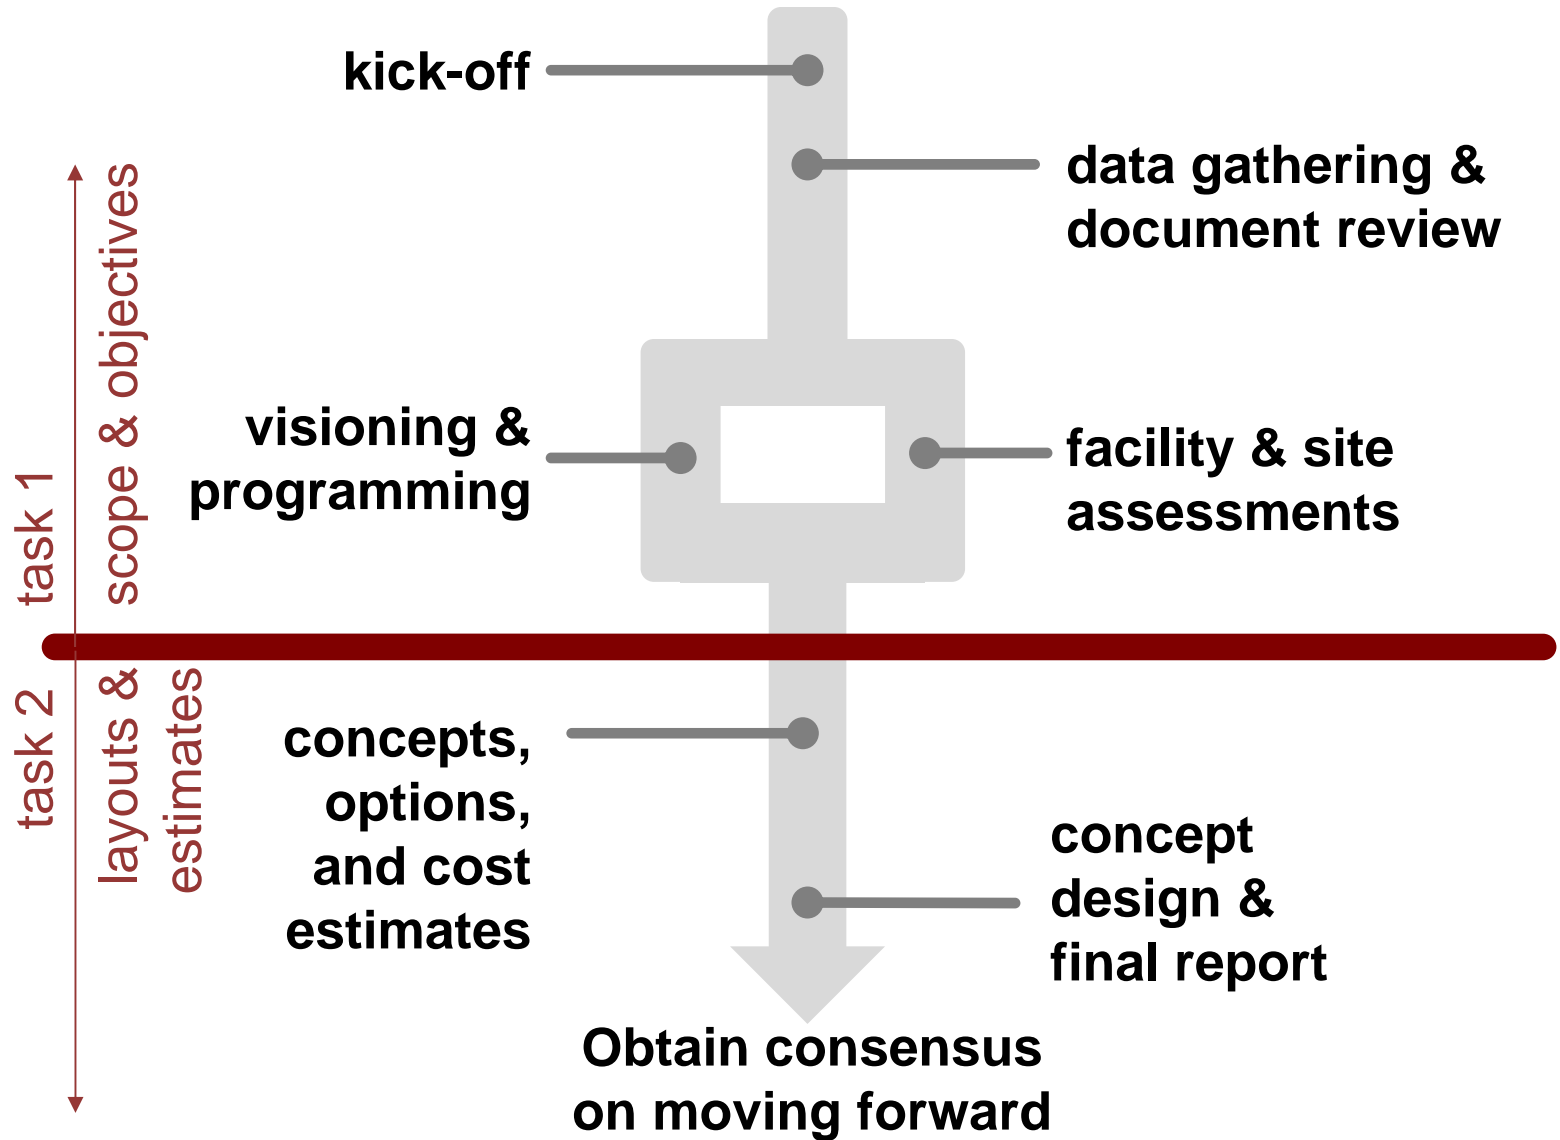 kick-off
data gathering &
document review
task 1
scope & objectives
visioning &
programming
facility & site
assessments
task 2
layouts &
estimates
concepts,
options,
and cost
estimates
concept
design &
final report
Obtain consensus
on moving forward